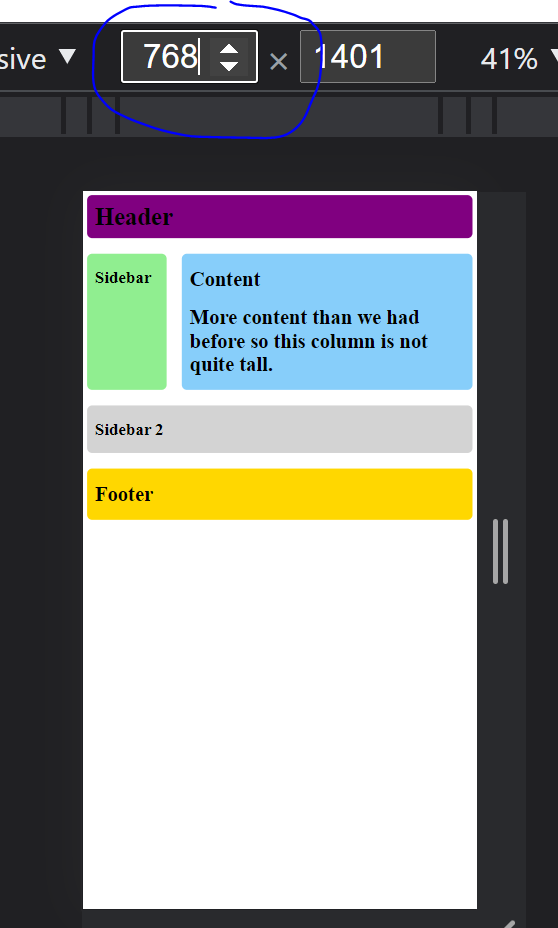 sive ▼ 768 × 1401 41%
Header
Sidebar
Content
More content than we had
before so this column is not
quite tall.
Sidebar 2
Footer